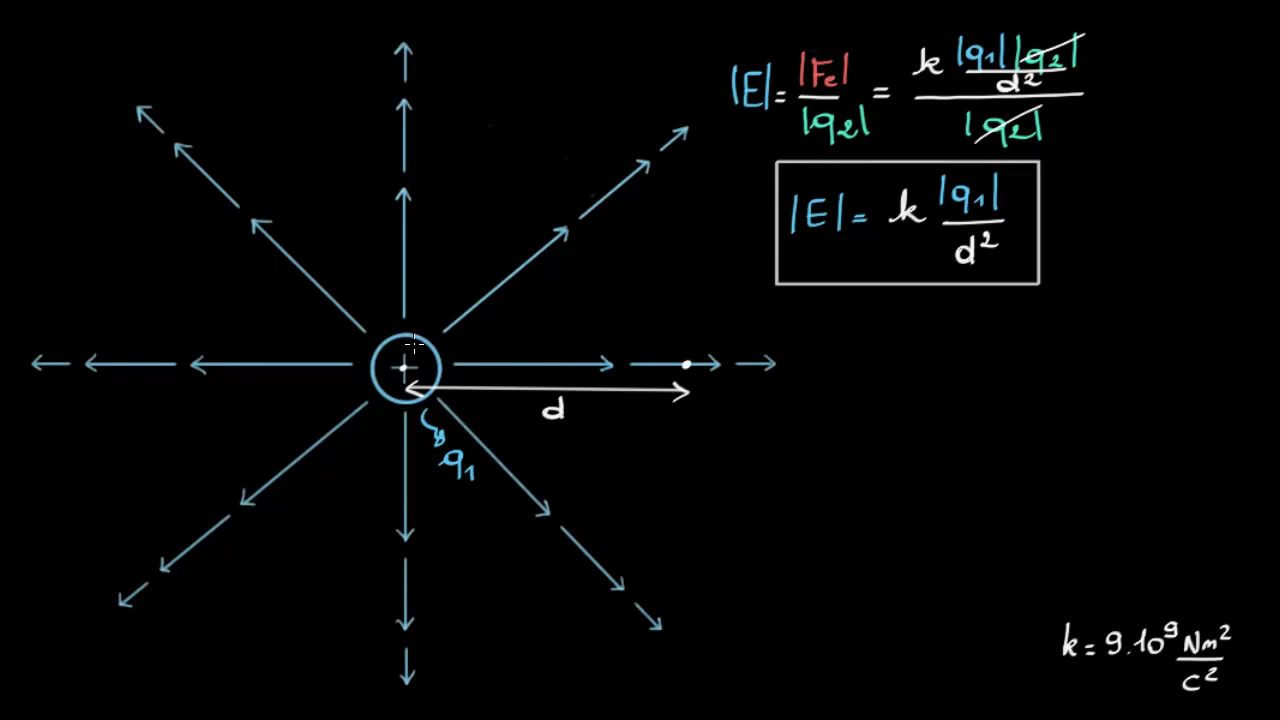 |E| = |Fe| / |q2| = k |q1||q2| / d² / |q2|
|E| = k |q1| / d²
+
d
q1
k = 9.10⁹ Nm² / C²